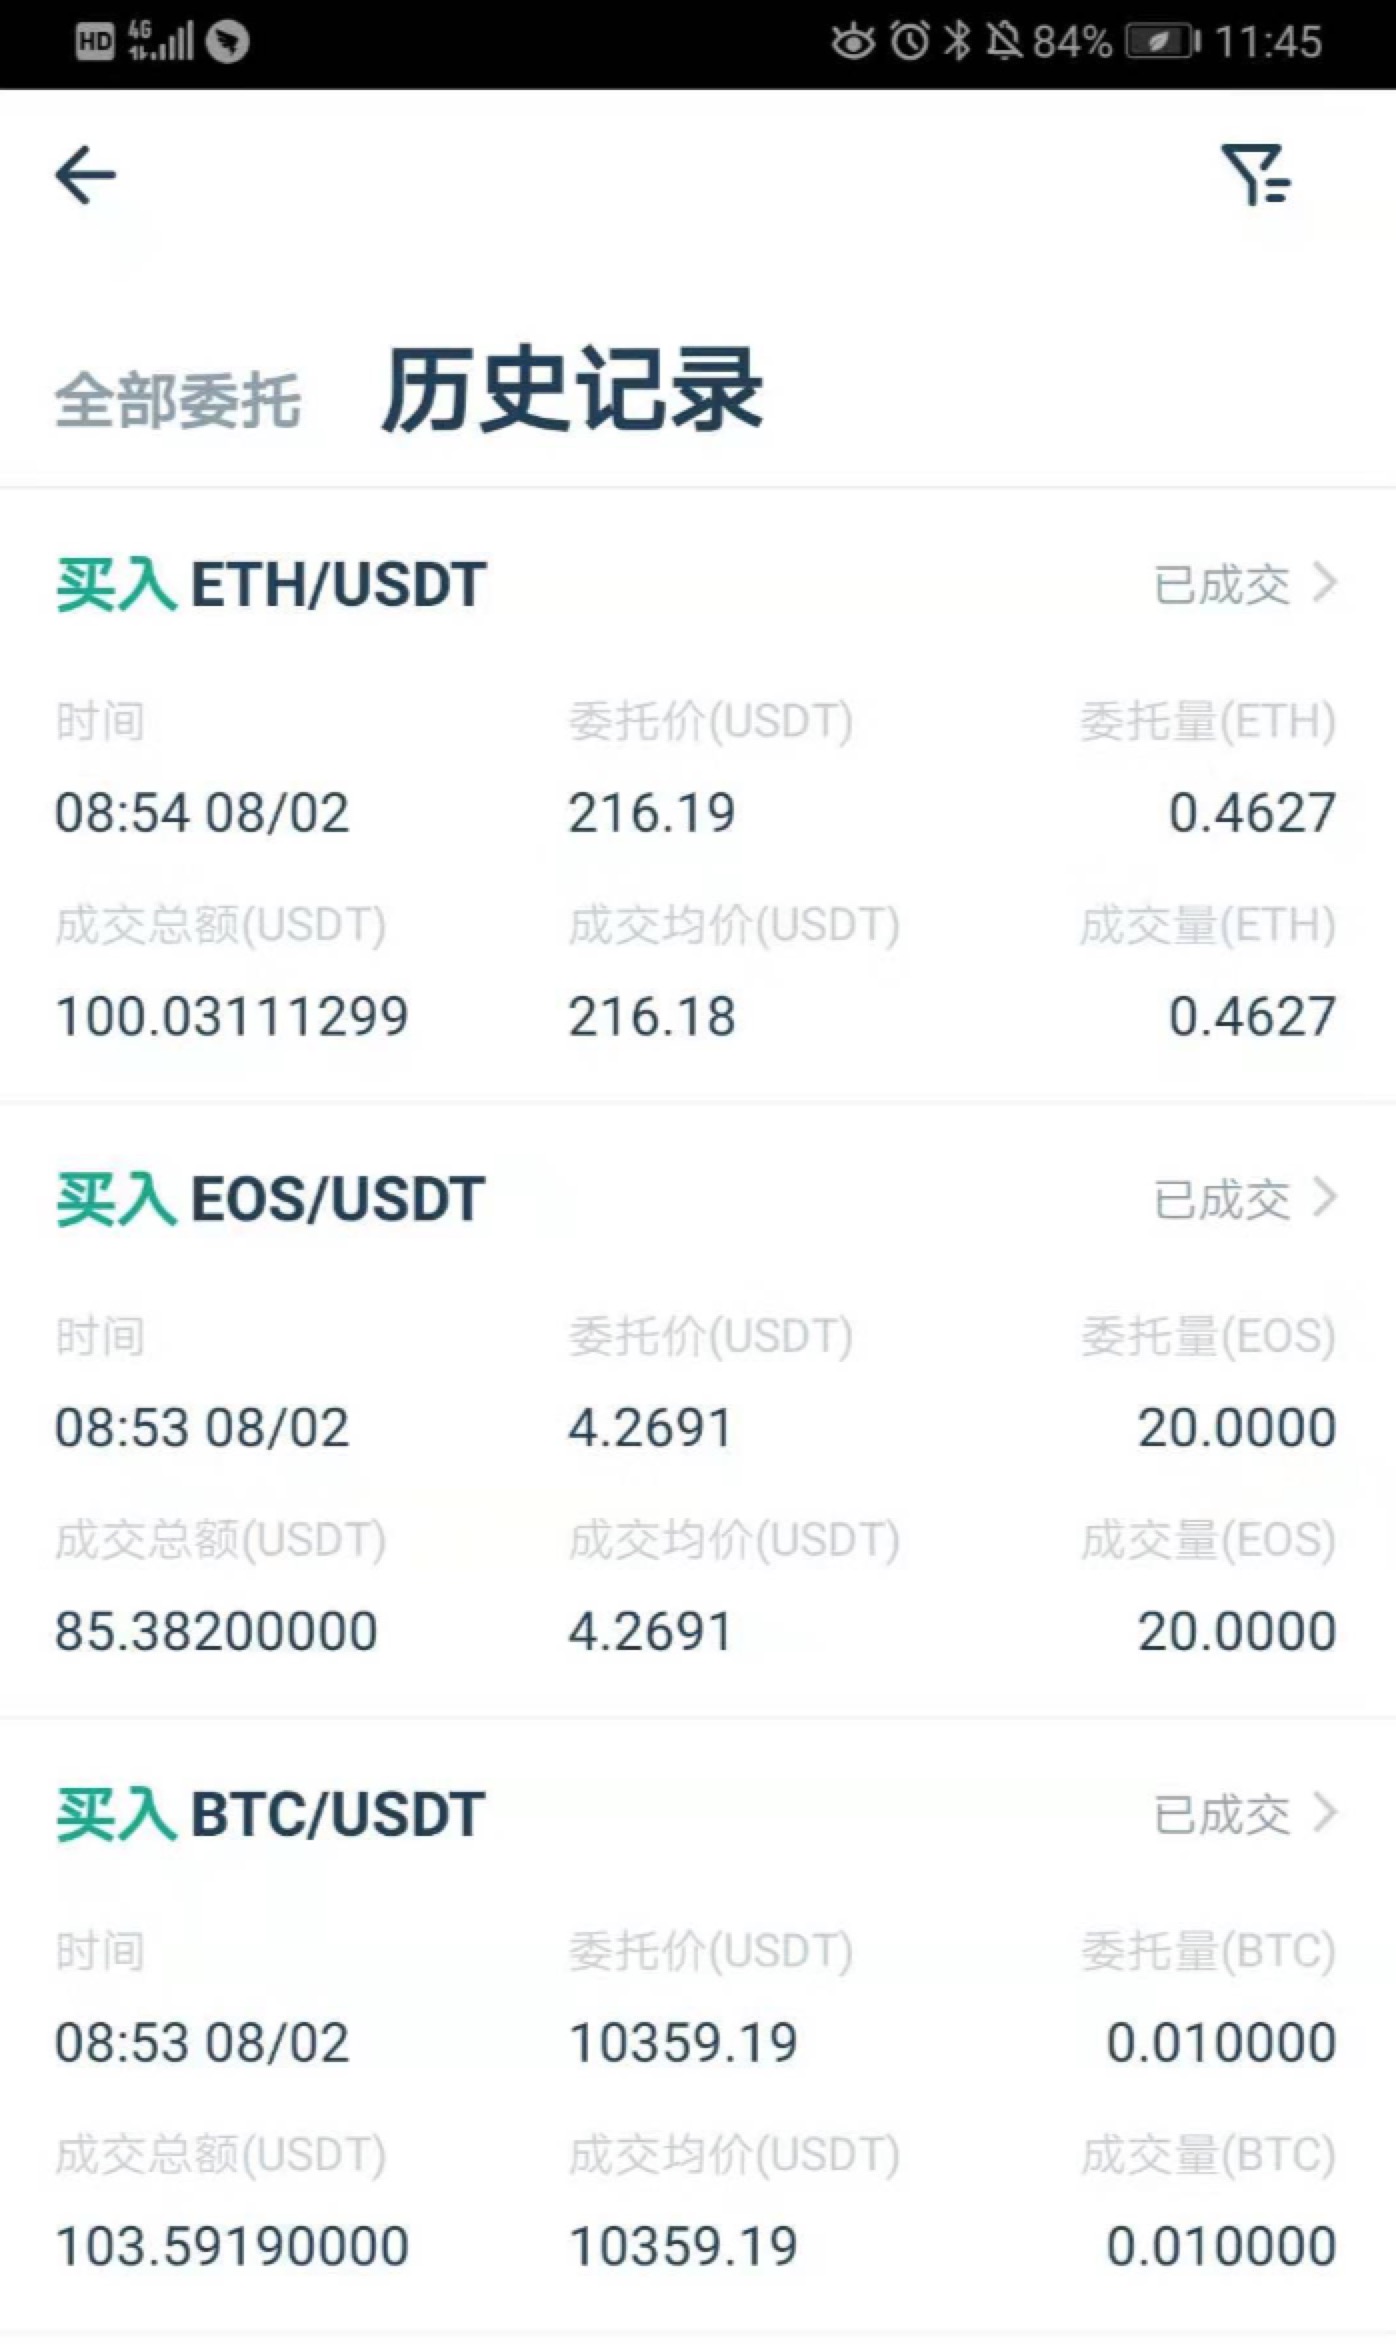 HD 4G 84% 11:45
全部委托 历史记录
买入 ETH/USDT 已成交
时间 委托价(USDT) 委托量(ETH)
08:54 08/02 216.19 0.4627
成交总额(USDT) 成交均价(USDT) 成交量(ETH)
100.03111299 216.18 0.4627
买入 EOS/USDT 已成交
时间 委托价(USDT) 委托量(EOS)
08:53 08/02 4.2691 20.0000
成交总额(USDT) 成交均价(USDT) 成交量(EOS)
85.38200000 4.2691 20.0000
买入 BTC/USDT 已成交
时间 委托价(USDT) 委托量(BTC)
08:53 08/02 10359.19 0.010000
成交总额(USDT) 成交均价(USDT) 成交量(BTC)
103.59190000 10359.19 0.010000